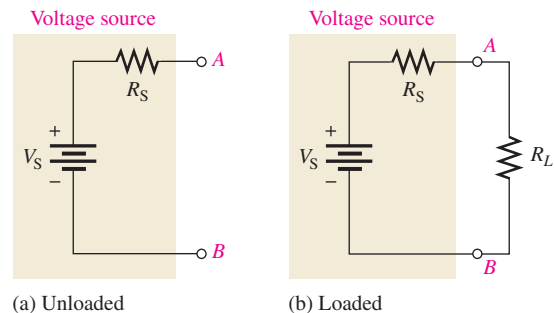 Voltage source
A
R_S
+
V_S
−
B
(a) Unloaded
Voltage source
A
R_S
+
V_S
−
R_L
B
(b) Loaded